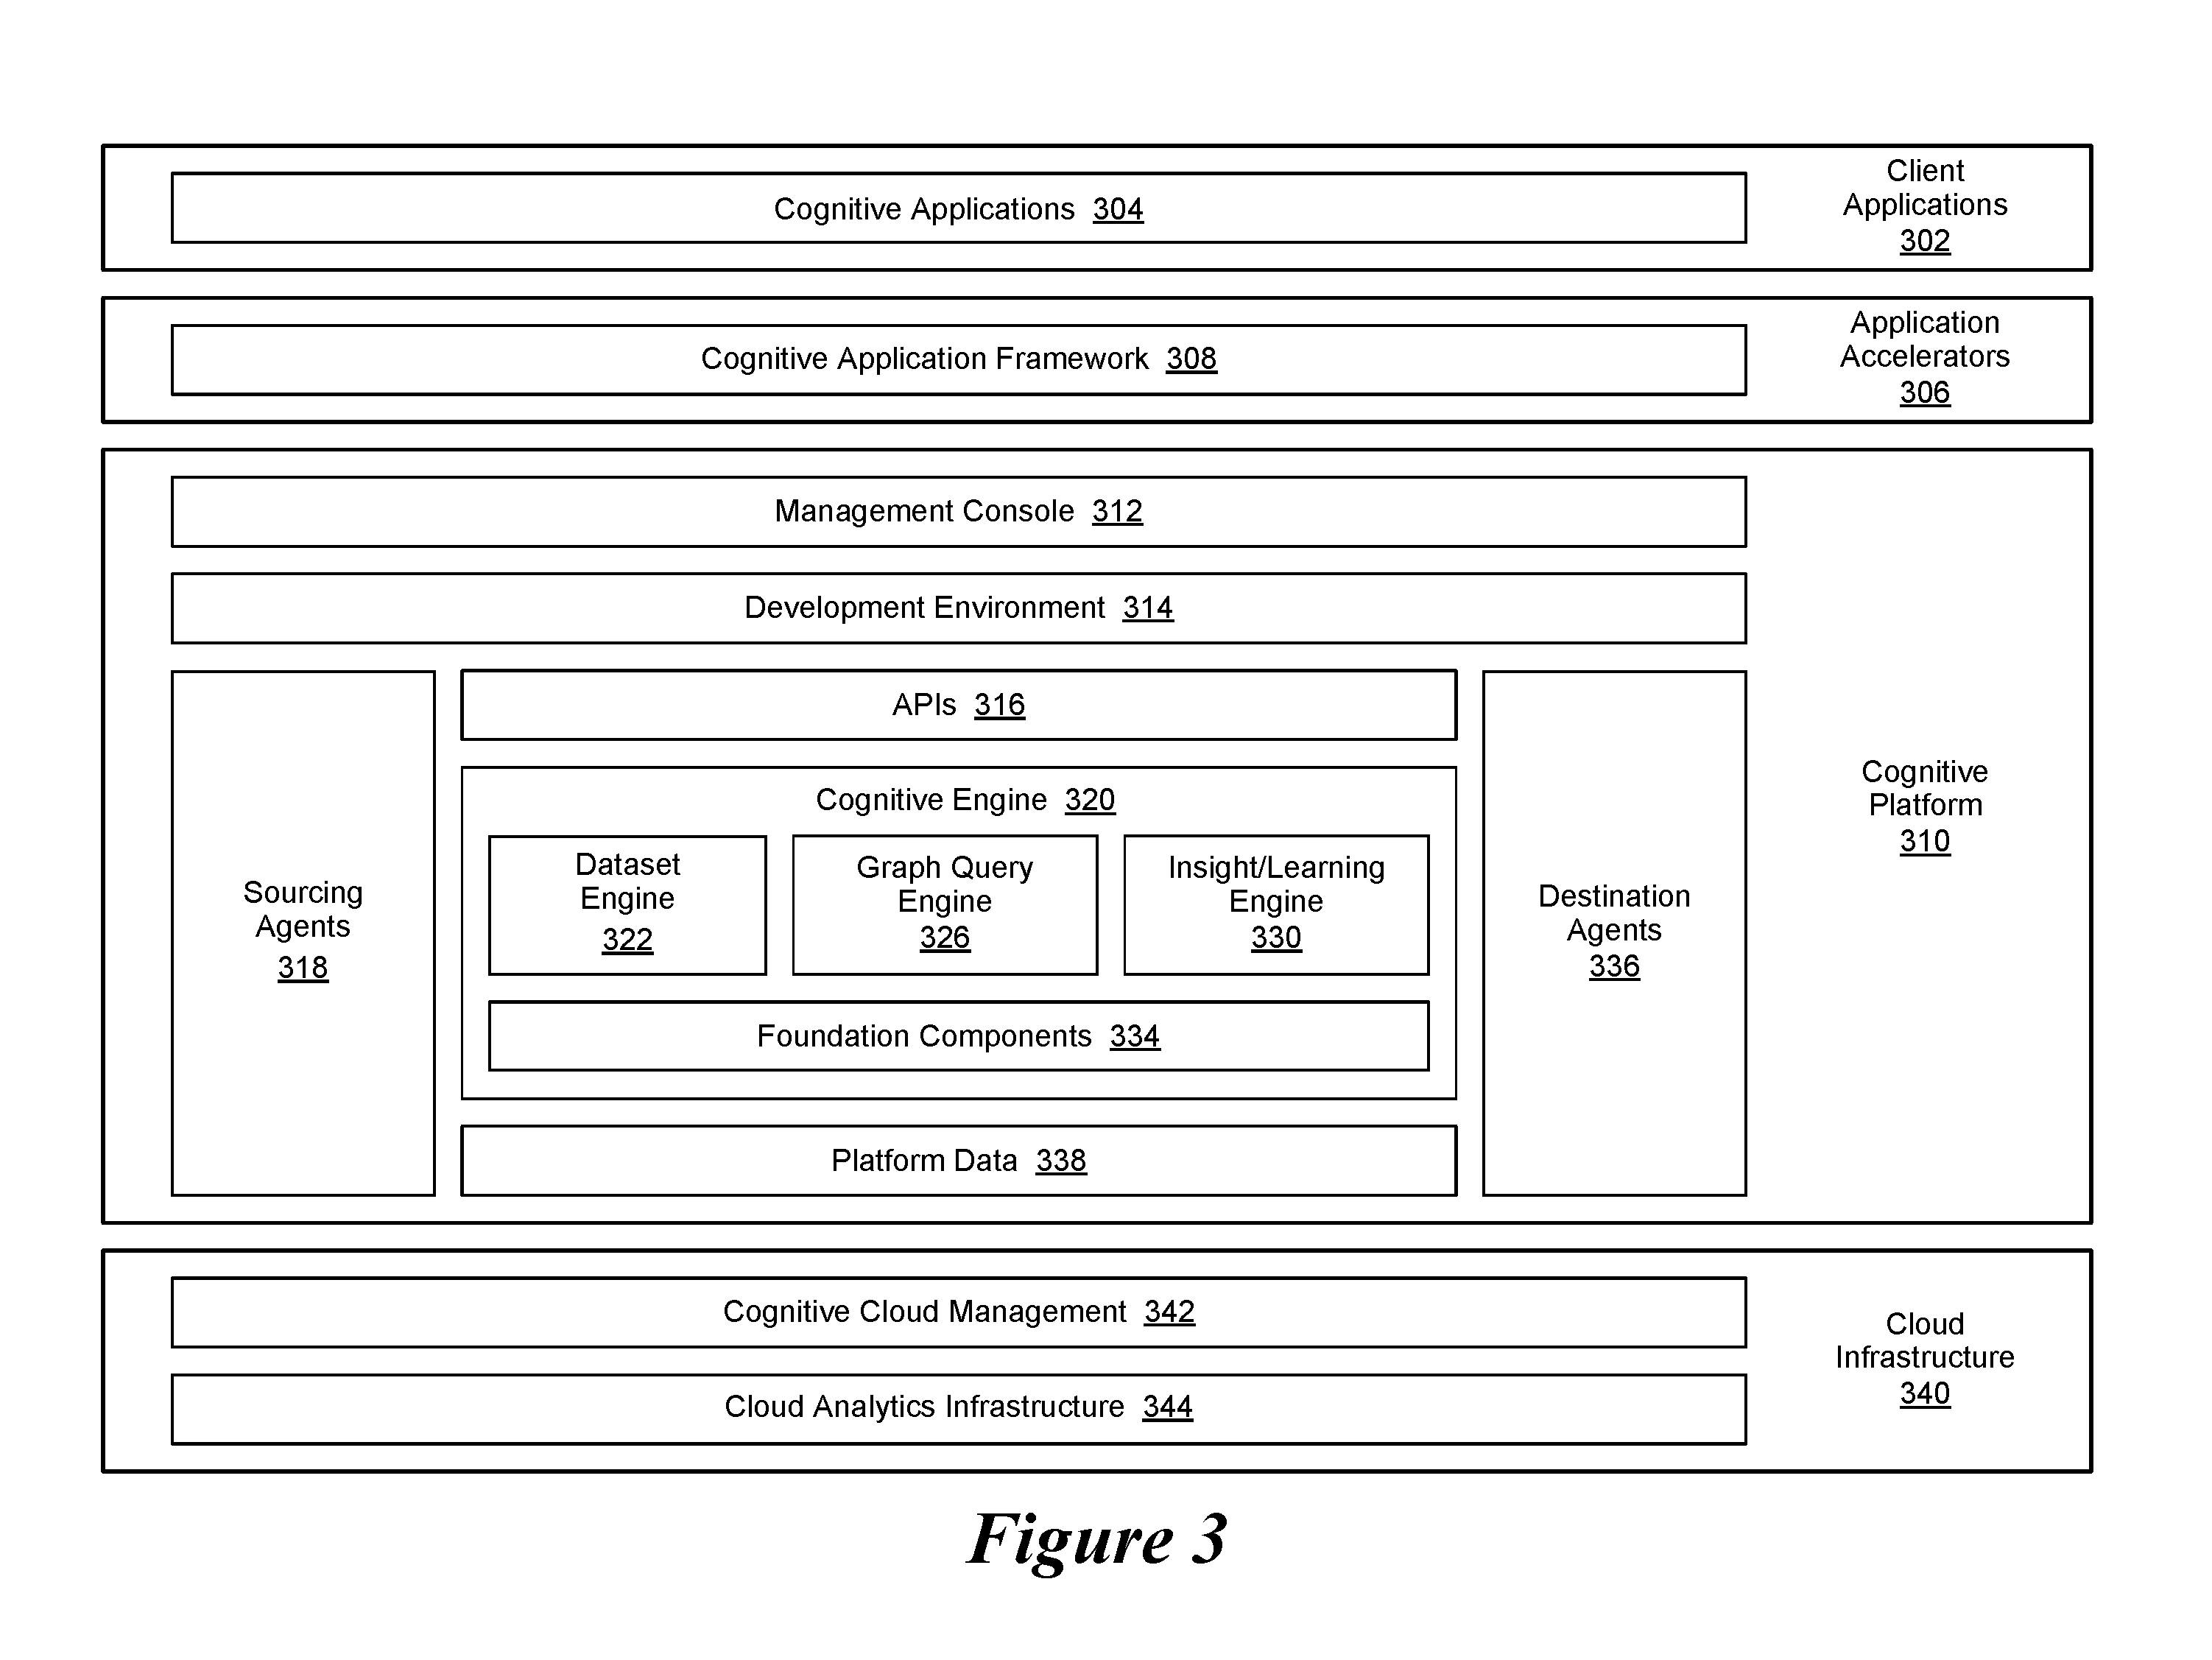 Cognitive Applications 304
Client
Applications
302
Cognitive Application Framework 308
Application
Accelerators
306
Management Console 312
Development Environment 314
APIs 316
Sourcing
Agents
318
Cognitive Engine 320
Dataset
Engine
322
Graph Query
Engine
326
Insight/Learning
Engine
330
Foundation Components 334
Platform Data 338
Destination
Agents
336
Cognitive
Platform
310
Cognitive Cloud Management 342
Cloud Analytics Infrastructure 344
Cloud
Infrastructure
340
Figure 3